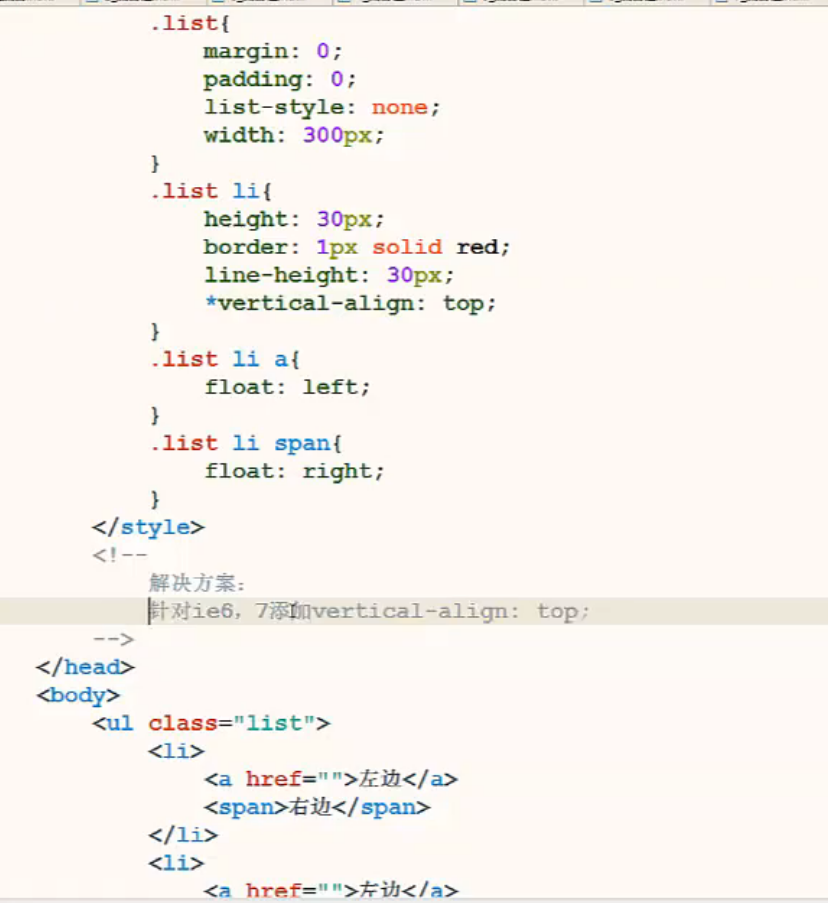 .list{
margin: 0;
padding: 0;
list-style: none;
width: 300px;
}
.list li{
height: 30px;
border: 1px solid red;
line-height: 30px;
*vertical-align: top;
}
.list li a{
float: left;
}
.list li span{
float: right;
}
</style>
<!--
解决方案:
针对ie6, 7添加vertical-align: top;
-->
</head>
<body>
<ul class="list">
<li>
<a href="">左边</a>
<span>右边</span>
</li>
<li>
<a href="">左边</a>